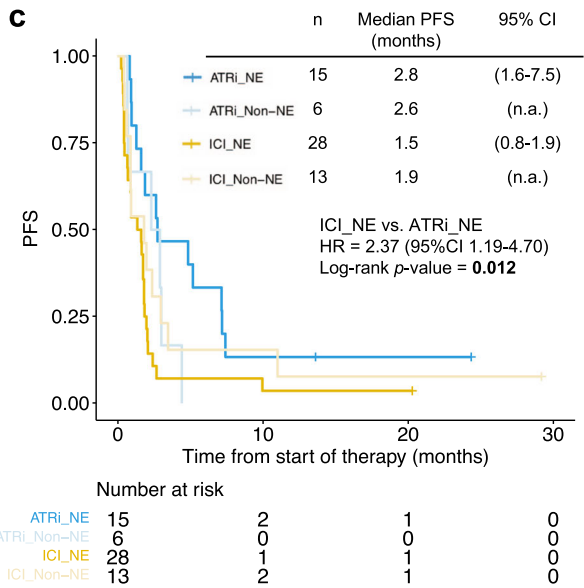 c
n Median PFS (months) 95% CI
ATRi_NE 15 2.8 (1.6-7.5)
ATRi_Non-NE 6 2.6 (n.a.)
ICI_NE 28 1.5 (0.8-1.9)
ICI_Non-NE 13 1.9 (n.a.)
ICI_NE vs. ATRi_NE
HR = 2.37 (95%CI 1.19-4.70)
Log-rank p-value = 0.012
PFS
1.00
0.75
0.50
0.25
0.00
0 10 20 30
Time from start of therapy (months)
Number at risk
ATRi_NE 15 2 1 0
ATRi_Non-NE 6 0 0 0
ICI_NE 28 1 1 0
ICI_Non-NE 13 2 1 0